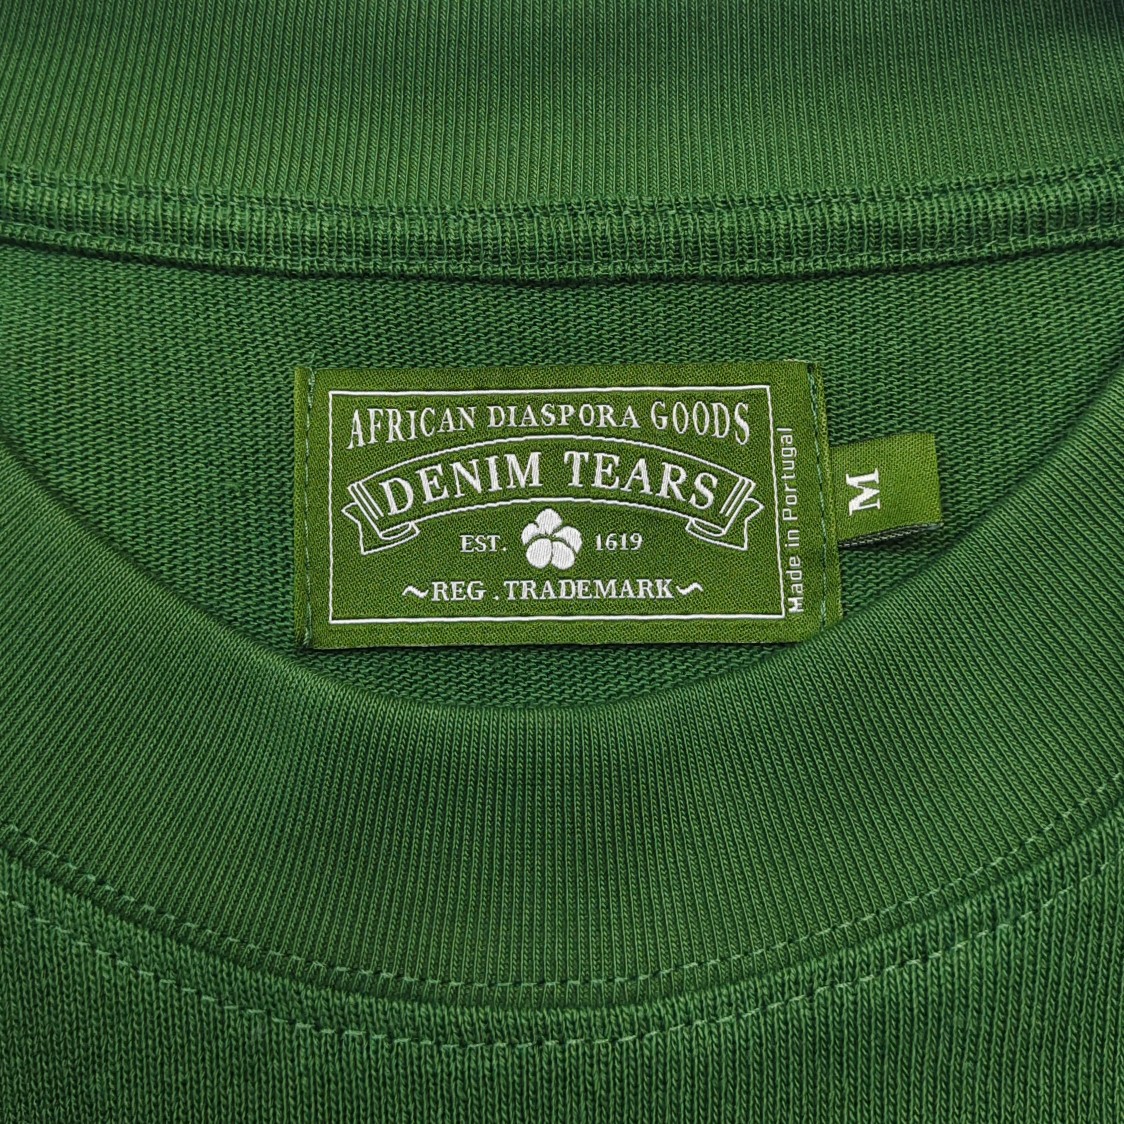 AFRICAN DIASPORA GOODS
DENIM TEARS
EST. 1619
~REG . TRADEMARK~
Made in Portugal
M